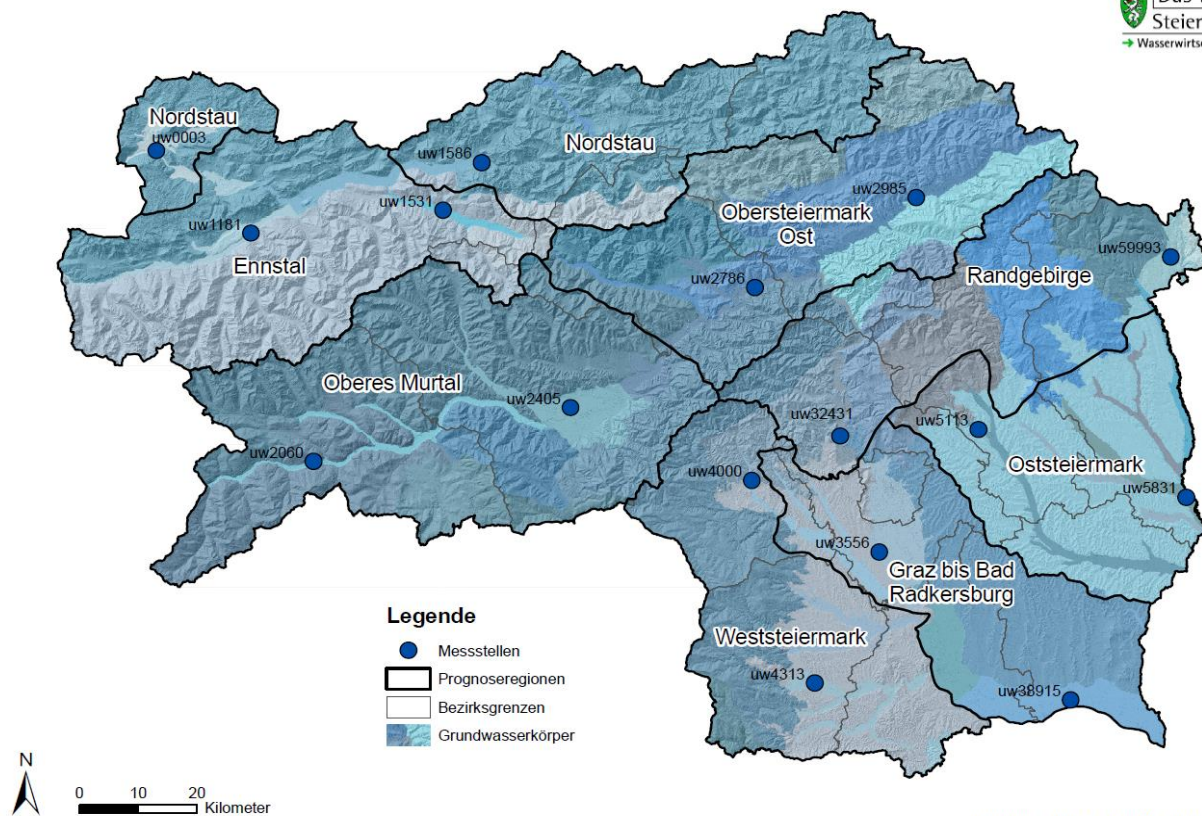 Steier
→ Wasserwirtsc
Nordstau
uw0003
uw1586
Nordstau
uw1181
uw1531
Ennstal
uw2985
Obersteiermark
Ost
uw2786
uw59993
Randgebirge
Oberes Murtal
uw2405
uw2060
uw32431
uw5113
uw4000
Oststeiermark
uw5831
uw3556
Graz bis Bad
Radkersburg
Weststeiermark
uw4313
uw38915
Legende
Messstellen
Prognoseregionen
Bezirksgrenzen
Grundwasserkörper
N
0 10 20
Kilometer